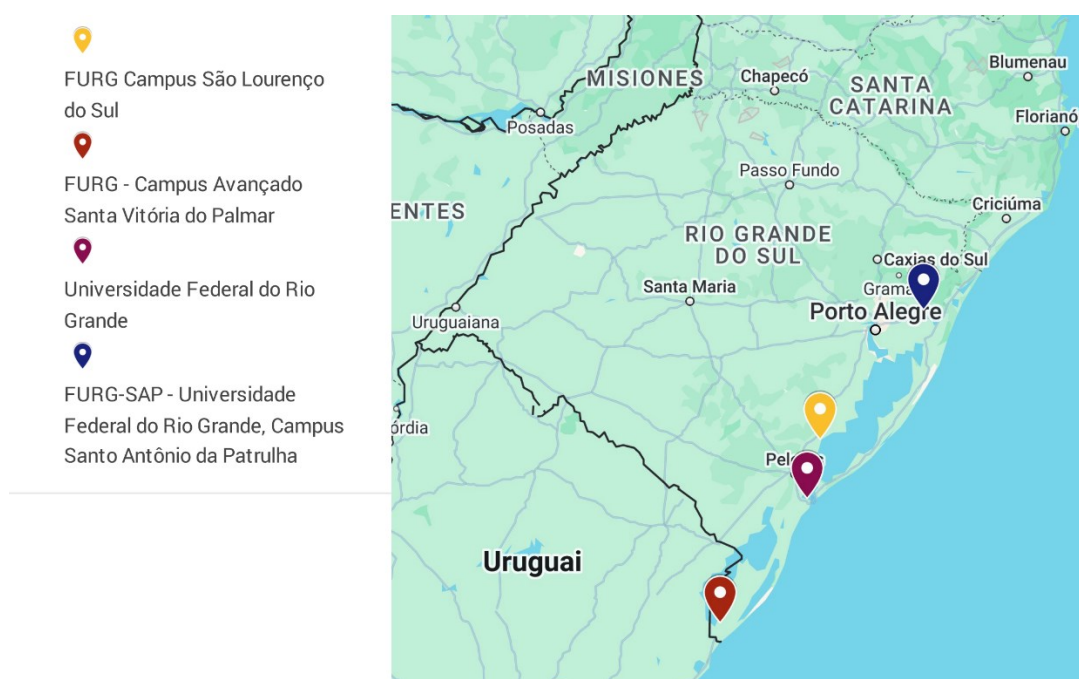 FURG Campus São Lourenço
do Sul
FURG - Campus Avançado
Santa Vitória do Palmar
Universidade Federal do Rio
Grande
FURG-SAP - Universidade
Federal do Rio Grande, Campus
Santo Antônio da Patrulha
MISIONES
Chapecó
SANTA
CATARINA
Blumenau
Florianó
Posadas
Passo Fundo
ENTES
Criciúma
RIO GRANDE
DO SUL
Caxias do Sul
Santa Maria
Grama
Porto Alegre
Uruguaiana
órdia
Uruguai